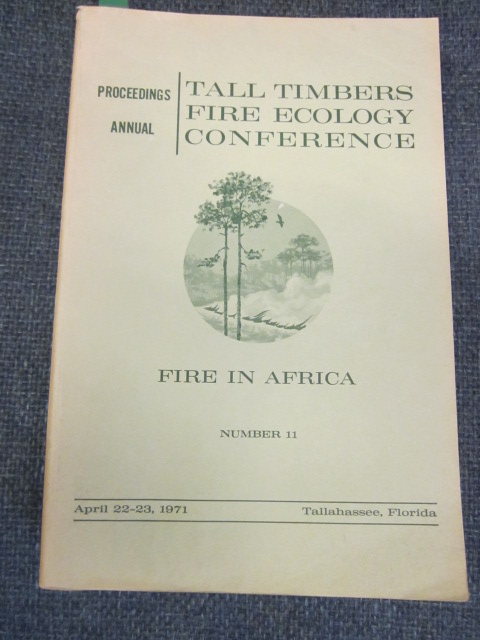 PROCEEDINGS
ANNUAL
TALL TIMBERS
FIRE ECOLOGY
CONFERENCE
FIRE IN AFRICA
NUMBER 11
April 22-23, 1971
Tallahassee, Florida